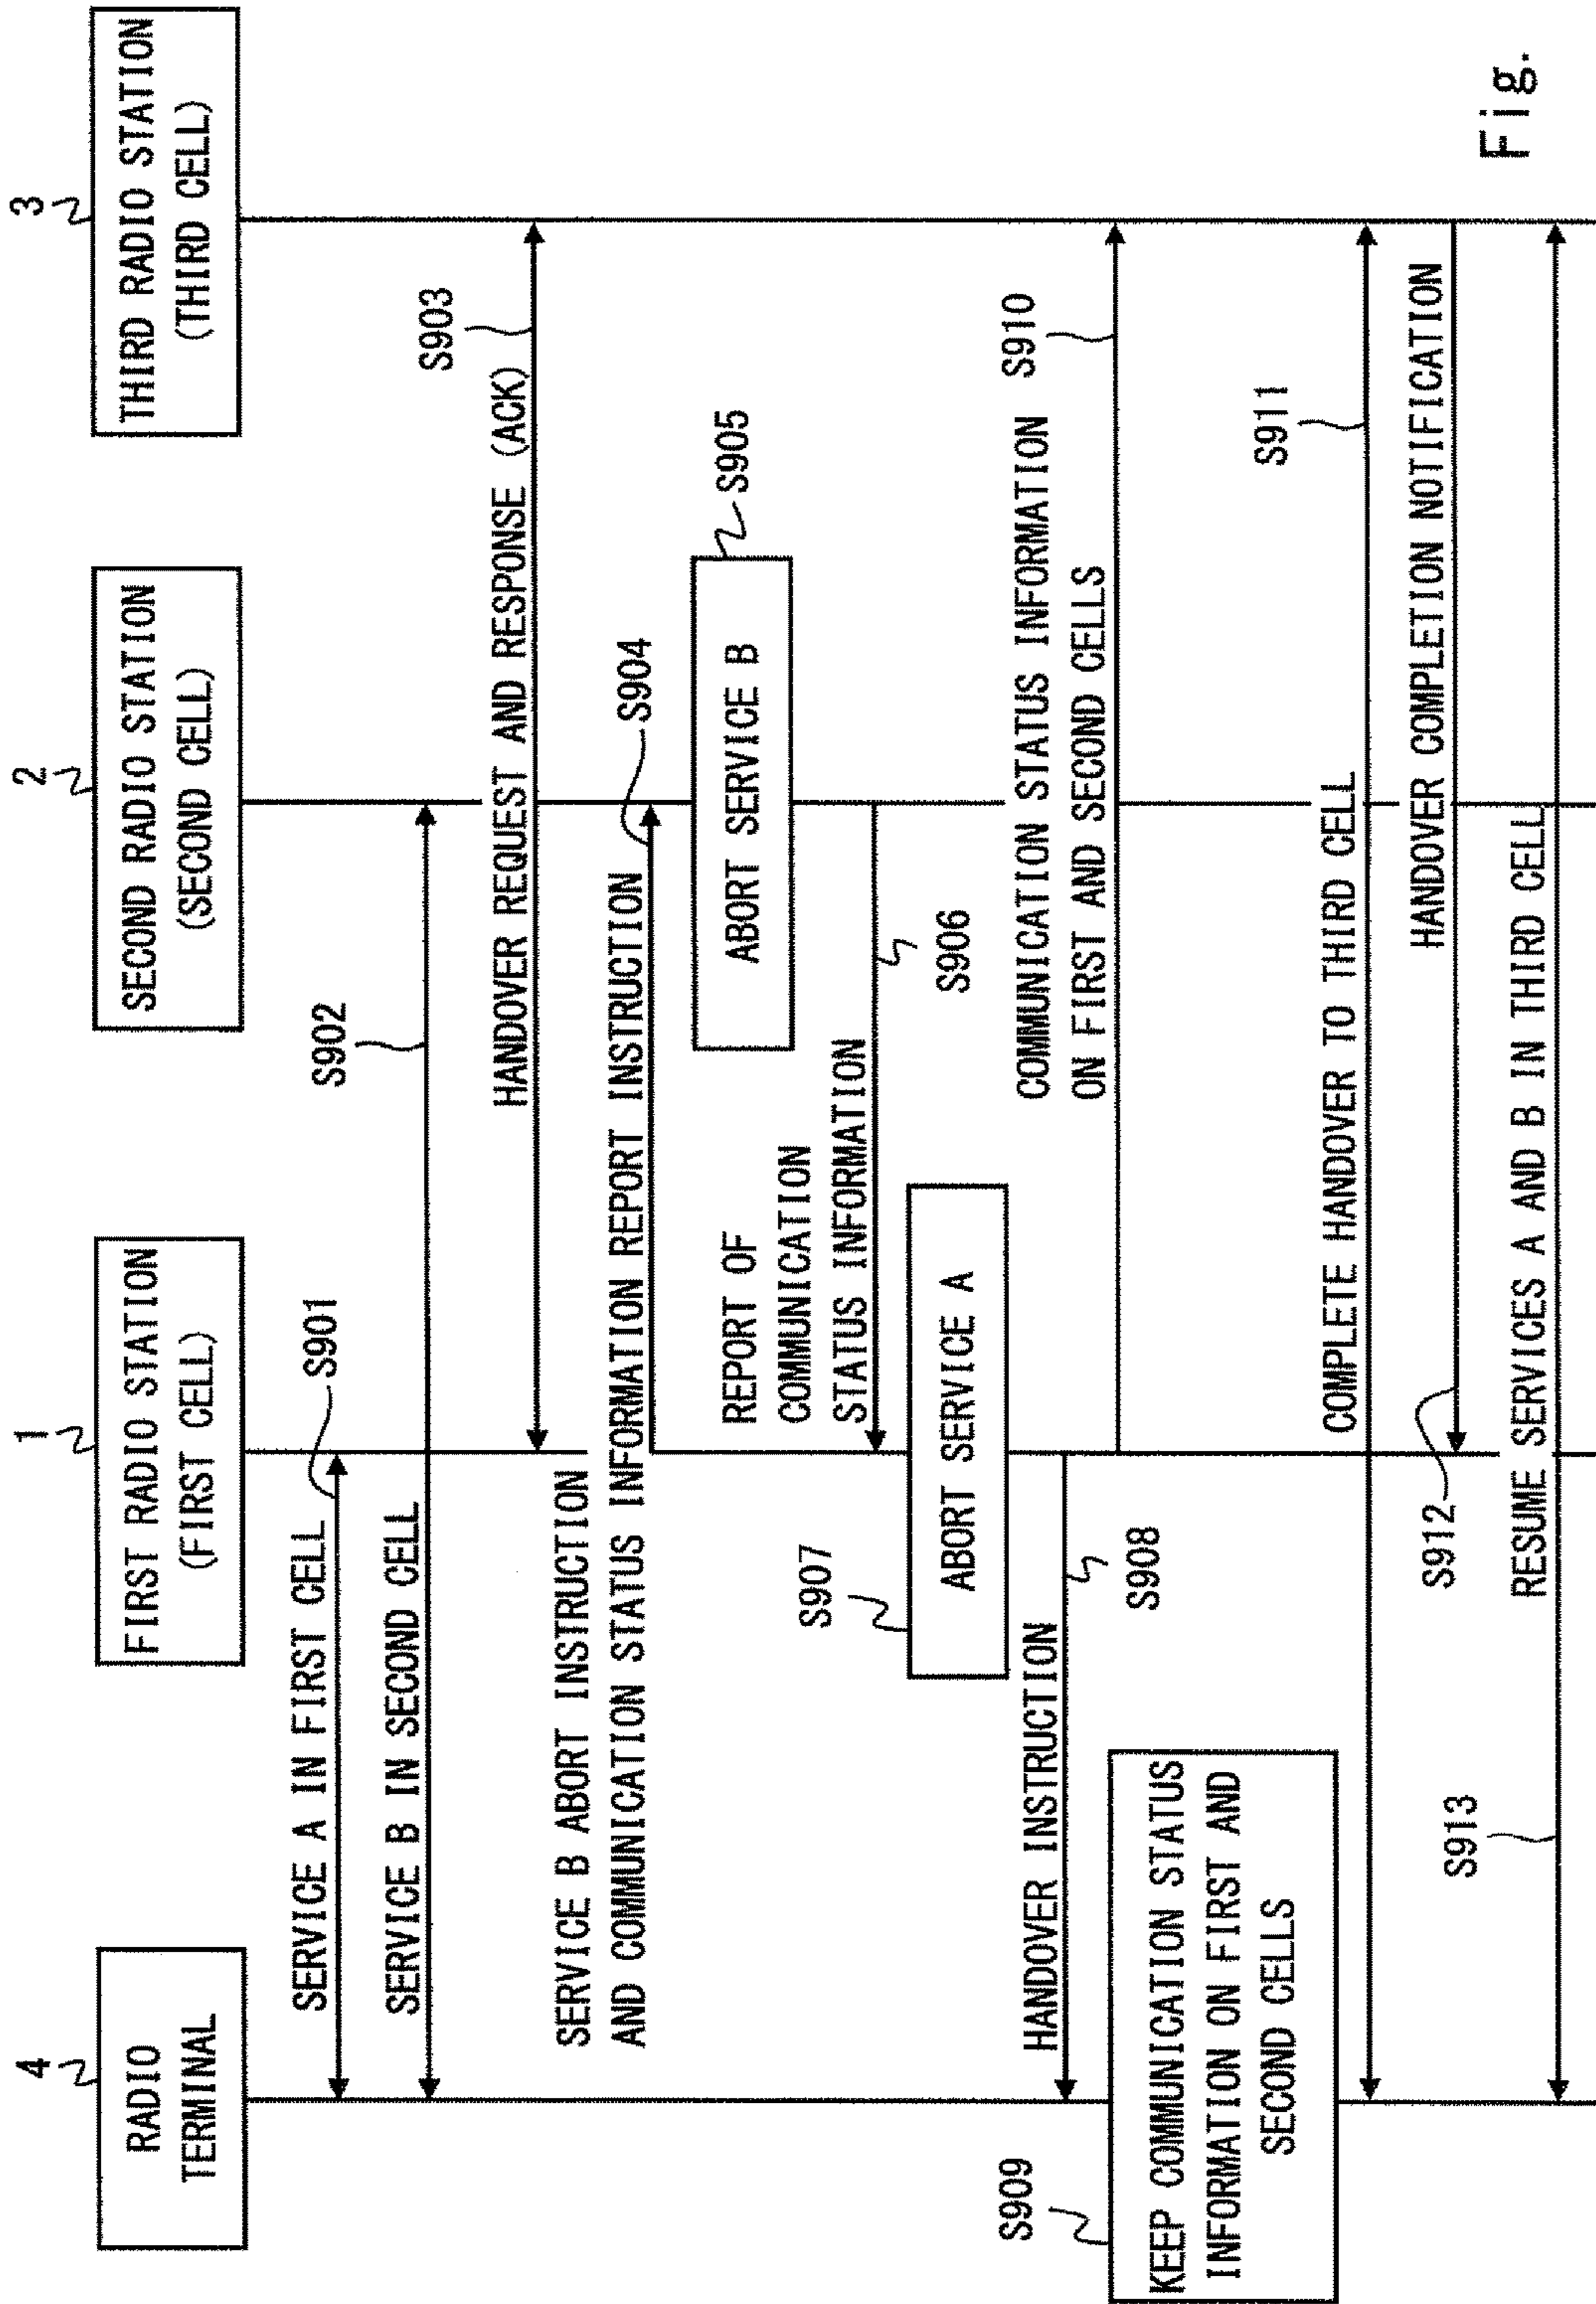 4
RADIO
TERMINAL
1
FIRST RADIO STATION
(FIRST CELL)
2
SECOND RADIO STATION
(SECOND CELL)
3
THIRD RADIO STATION
(THIRD CELL)
SERVICE A IN FIRST CELL
S901
SERVICE B IN SECOND CELL
S902
HANDOVER REQUEST AND RESPONSE (ACK)
S903
SERVICE B ABORT INSTRUCTION
AND COMMUNICATION STATUS INFORMATION REPORT INSTRUCTION
S904
ABORT SERVICE B
S905
REPORT OF
COMMUNICATION
STATUS INFORMATION
S906
S907
ABORT SERVICE A
HANDOVER INSTRUCTION
S908
S909
KEEP COMMUNICATION STATUS
INFORMATION ON FIRST AND
SECOND CELLS
COMMUNICATION STATUS INFORMATION
ON FIRST AND SECOND CELLS
S910
COMPLETE HANDOVER TO THIRD CELL
S911
HANDOVER COMPLETION NOTIFICATION
S912
RESUME SERVICES A AND B IN THIRD CELL
S913
Fig.